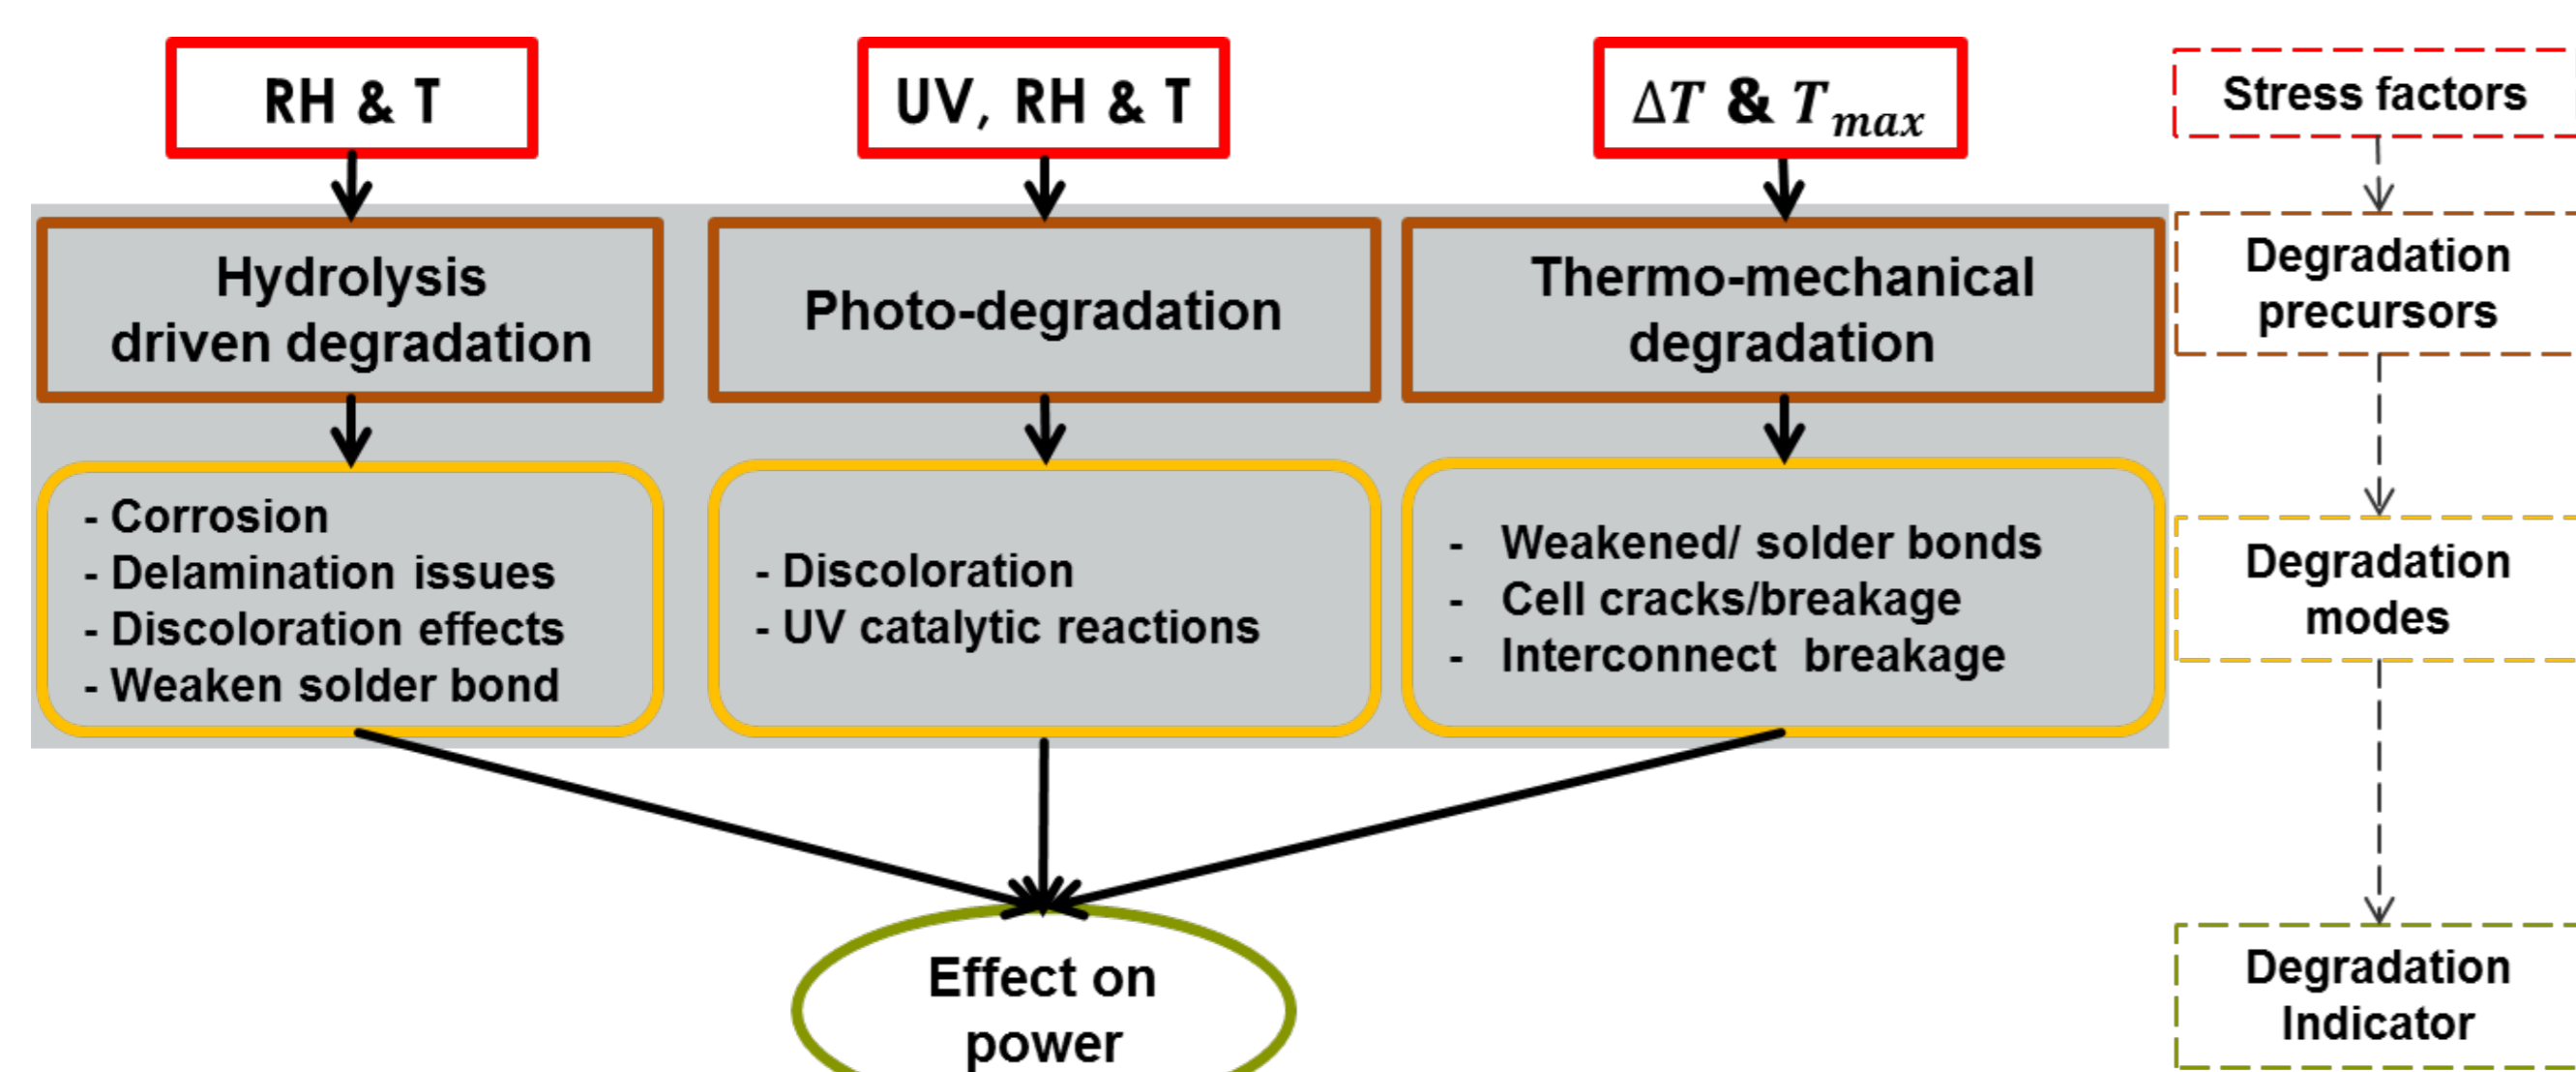 RH & T
UV, RH & T
ΔT & Tmax
Stress factors
Hydrolysis
driven degradation
Photo-degradation
Thermo-mechanical
degradation
Degradation
precursors
- Corrosion
- Delamination issues
- Discoloration effects
- Weaken solder bond
- Discoloration
- UV catalytic reactions
- Weakened/ solder bonds
- Cell cracks/breakage
- Interconnect breakage
Degradation
modes
Effect on
power
Degradation
Indicator